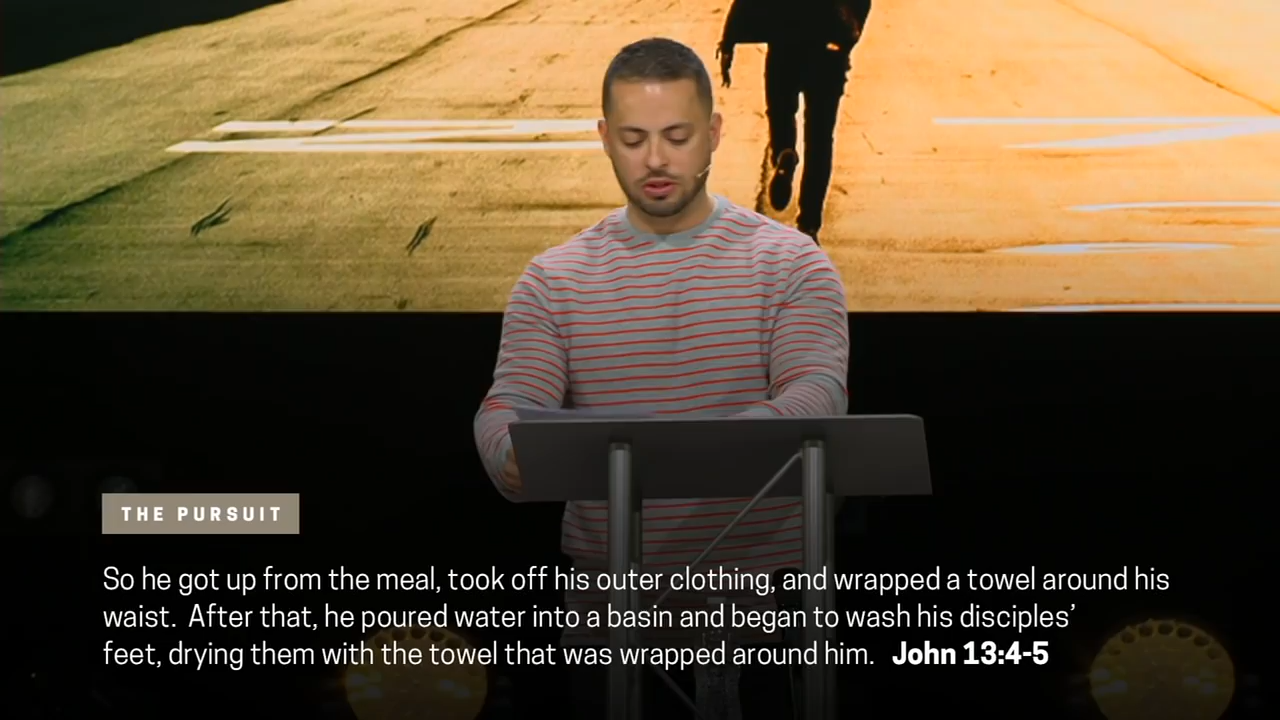 THE PURSUIT
So he got up from the meal, took off his outer clothing, and wrapped a towel around his
waist.  After that, he poured water into a basin and began to wash his disciples’
feet, drying them with the towel that was wrapped around him.   John 13:4-5